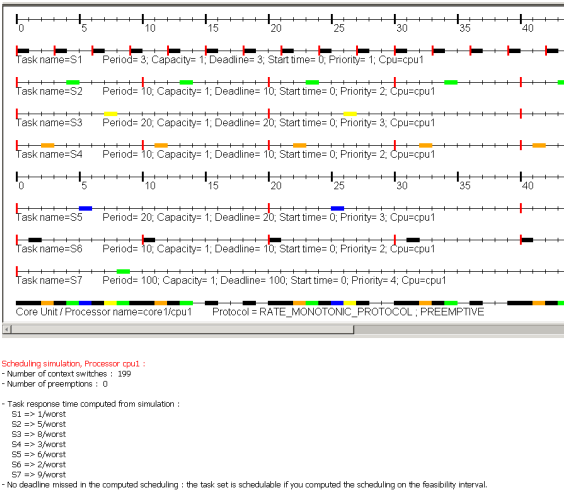 0 5 10 15 20 25 30 35 40
Task name=S1 Period= 3; Capacity= 1; Deadline= 3; Start time= 0; Priority= 1; Cpu=cpu1
Task name=S2 Period= 10; Capacity= 1; Deadline= 10; Start time= 0; Priority= 2; Cpu=cpu1
Task name=S3 Period= 20; Capacity= 1; Deadline= 20; Start time= 0; Priority= 3; Cpu=cpu1
Task name=S4 Period= 10; Capacity= 1; Deadline= 10; Start time= 0; Priority= 2; Cpu=cpu1
0 5 10 15 20 25 30 35 40
Task name=S5 Period= 20; Capacity= 1; Deadline= 20; Start time= 0; Priority= 3; Cpu=cpu1
Task name=S6 Period= 10; Capacity= 1; Deadline= 10; Start time= 0; Priority= 2; Cpu=cpu1
Task name=S7 Period= 100; Capacity= 1; Deadline= 100; Start time= 0; Priority= 4; Cpu=cpu1
Core Unit / Processor name=core1/cpu1 Protocol = RATE_MONOTONIC_PROTOCOL ; PREEMPTIVE
Scheduling simulation, Processor cpu1 :
- Number of context switches : 199
- Number of preemptions : 0
- Task response time computed from simulation :
S1 => 1/worst
S2 => 5/worst
S3 => 8/worst
S4 => 3/worst
S5 => 6/worst
S6 => 2/worst
S7 => 9/worst
- No deadline missed in the computed scheduling : the task set is schedulable if you computed the scheduling on the feasibility interval.